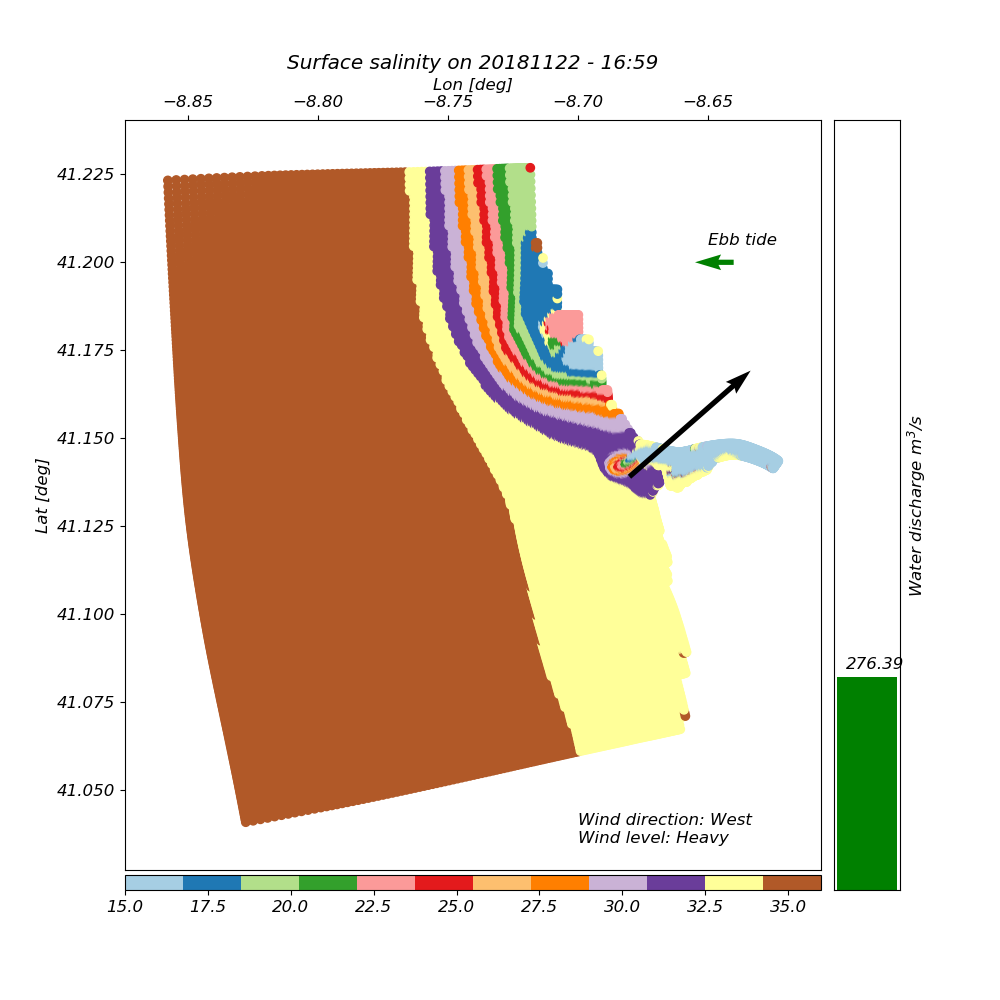 Surface salinity on 20181122 - 16:59
Lon [deg]
−8.85 −8.80 −8.75 −8.70 −8.65
41.225
41.200
41.175
41.150
41.125
41.100
41.075
41.050
Lat [deg]
Ebb tide
Wind direction: West
Wind level: Heavy
15.0 17.5 20.0 22.5 25.0 27.5 30.0 32.5 35.0
276.39
Water discharge m³/s